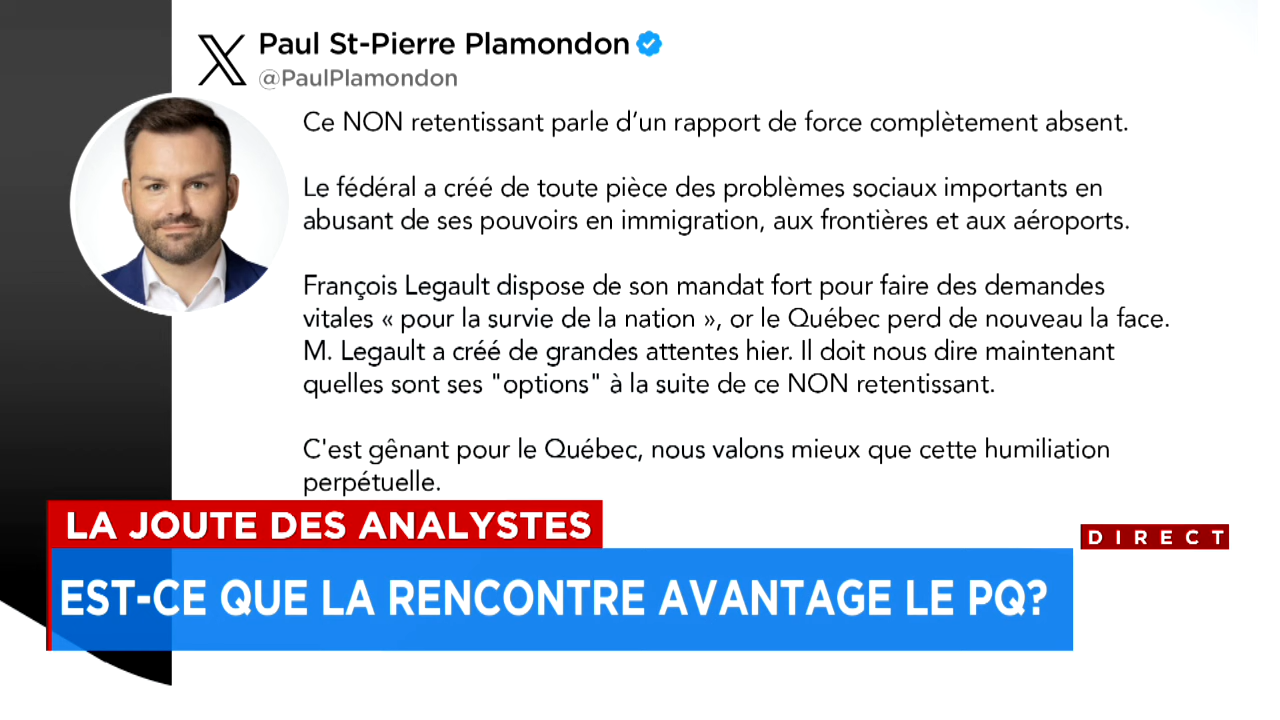 Paul St-Pierre Plamondon
@PaulPlamondon
Ce NON retentissant parle d’un rapport de force complètement absent.
Le fédéral a créé de toute pièce des problèmes sociaux importants en
abusant de ses pouvoirs en immigration, aux frontières et aux aéroports.
François Legault dispose de son mandat fort pour faire des demandes
vitales « pour la survie de la nation », or le Québec perd de nouveau la face.
M. Legault a créé de grandes attentes hier. Il doit nous dire maintenant
quelles sont ses "options" à la suite de ce NON retentissant.
C'est gênant pour le Québec, nous valons mieux que cette humiliation
perpétuelle.
LA JOUTE DES ANALYSTES
DIRECT
EST-CE QUE LA RENCONTRE AVANTAGE LE PQ?